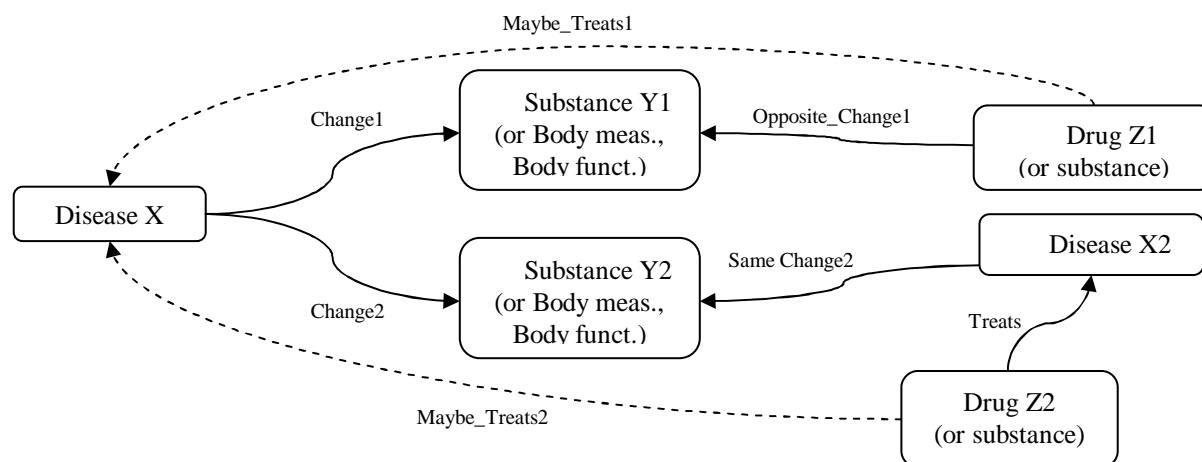 Maybe_Treats1
Substance Y1
(or Body meas.,
Body funct.)
Change1
Opposite_Change1
Drug Z1
(or substance)
Disease X
Disease X2
Substance Y2
(or Body meas.,
Body funct.)
Same Change2
Change2
Treats
Maybe_Treats2
Drug Z2
(or substance)